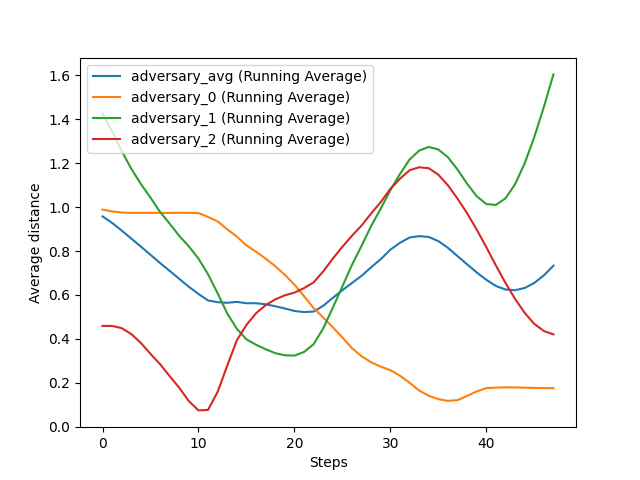 adversary_avg (Running Average)
adversary_0 (Running Average)
adversary_1 (Running Average)
adversary_2 (Running Average)
1.6
1.4
1.2
1.0
0.8
0.6
0.4
0.2
0.0
Average distance
0 10 20 30 40
Steps